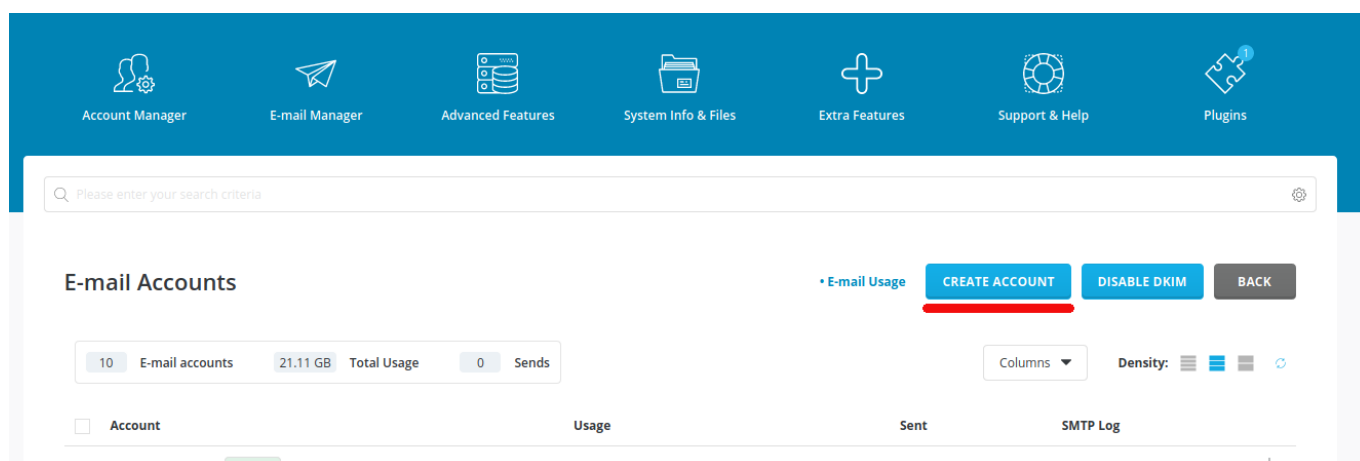 1
Account Manager E-mail Manager Advanced Features System Info & Files Extra Features Support & Help Plugins
Please enter your search criteria
E-mail Accounts • E-mail Usage CREATE ACCOUNT DISABLE DKIM BACK
10 E-mail accounts 21.11 GB Total Usage 0 Sends Columns Density:
Account Usage Sent SMTP Log